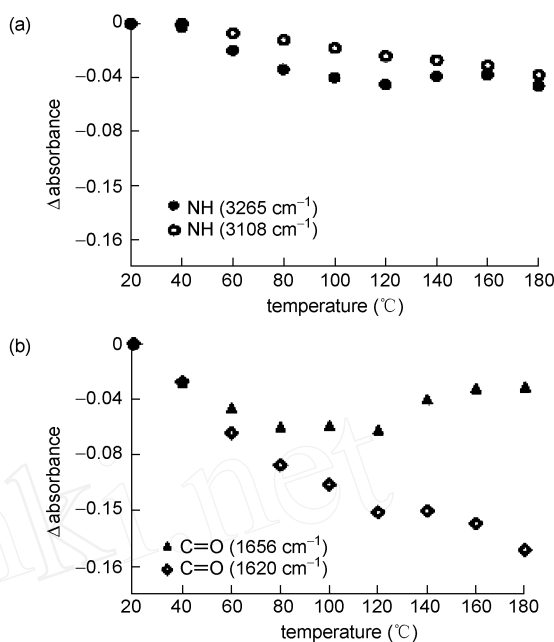 (a)
0
−0.04
−0.08
−0.15
−0.16
Δabsorbance
NH (3265 cm⁻¹)
NH (3108 cm⁻¹)
20 40 60 80 100 120 140 160 180
temperature (℃)
(b)
0
−0.04
−0.08
−0.15
−0.16
Δabsorbance
C=O (1656 cm⁻¹)
C=O (1620 cm⁻¹)
20 40 60 80 100 120 140 160 180
temperature (℃)
nki.net